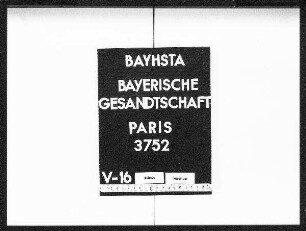 BAYHSTA
BAYERISCHE
GESANDTSCHAFT
PARIS
3752
V-16